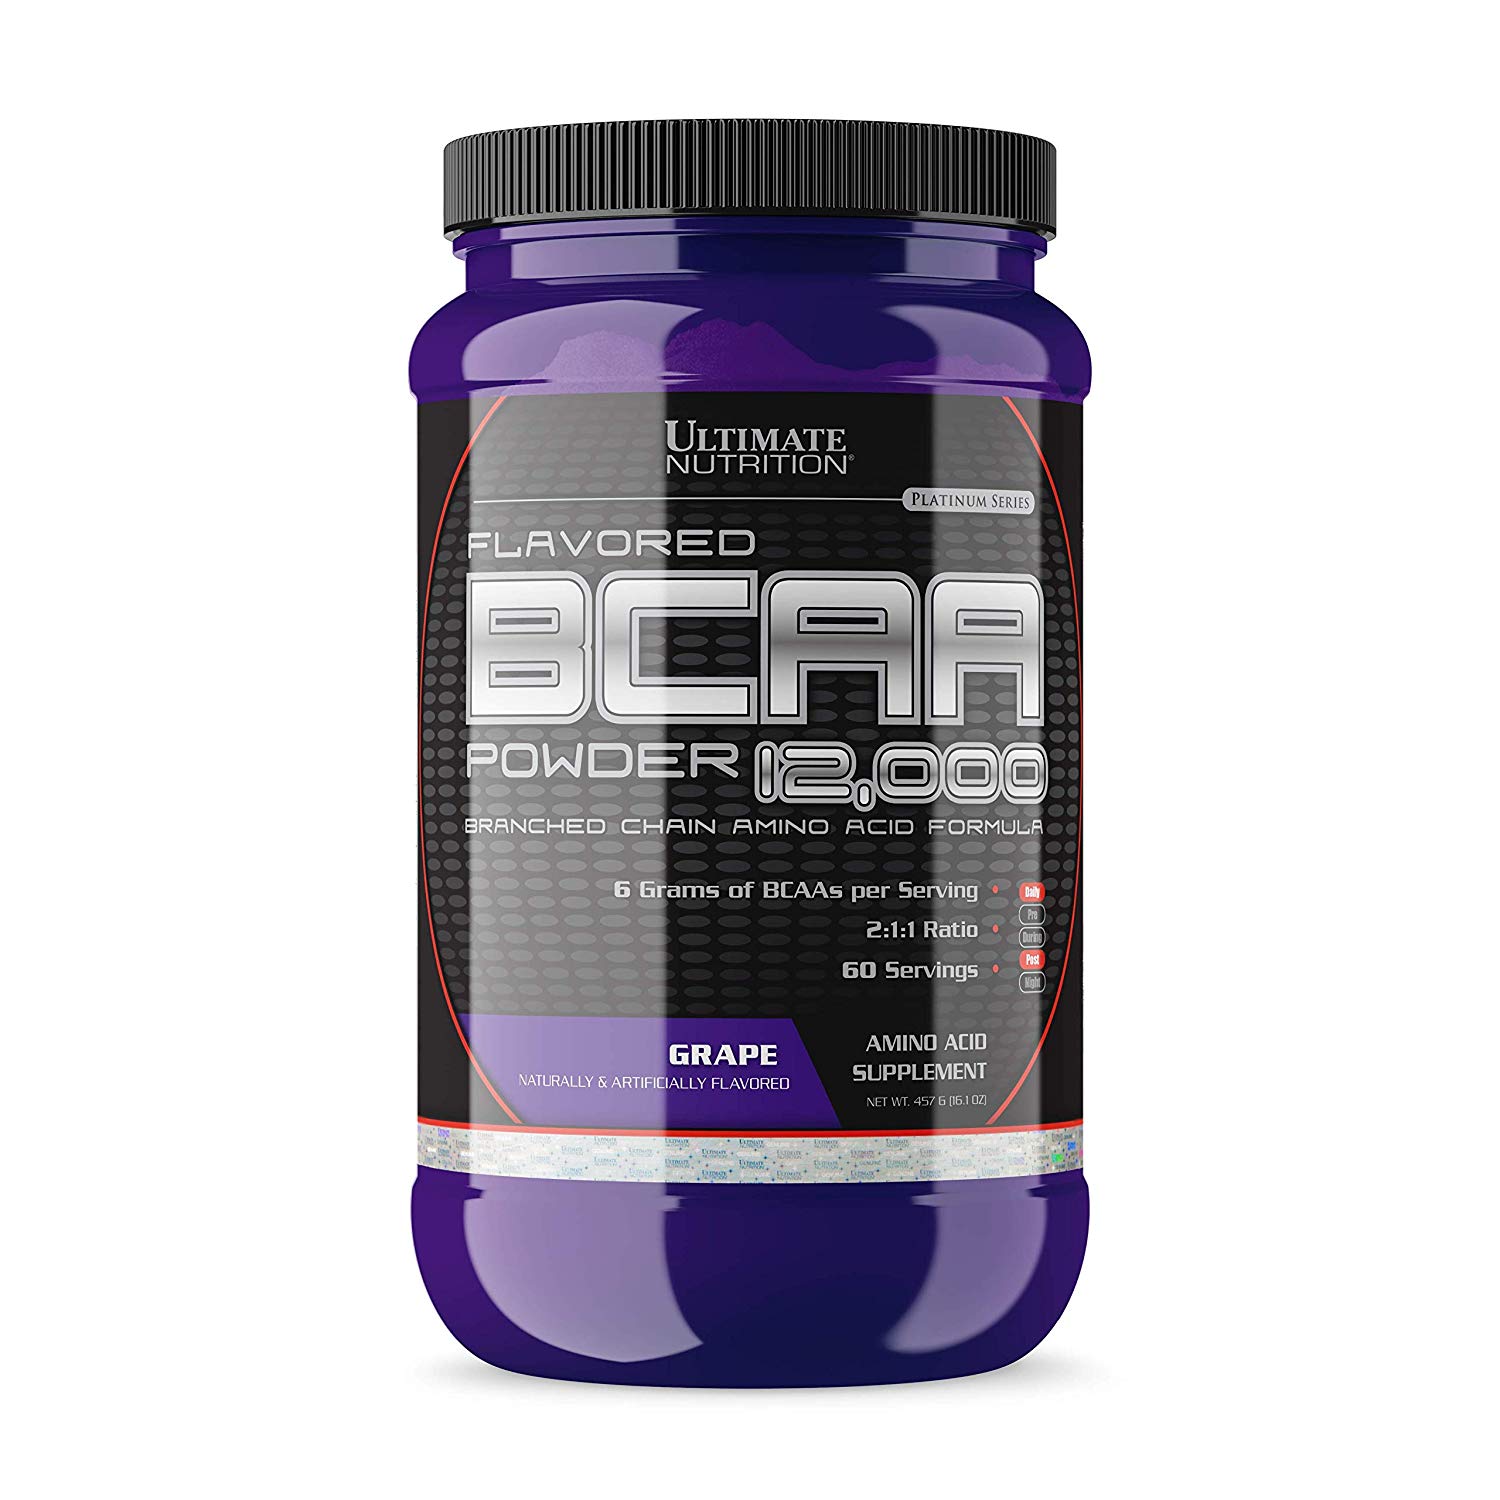 ULTIMATE
NUTRITION®
PLATINUM SERIES
FLAVORED
BCAA
POWDER 12,000
BRANCHED CHAIN AMINO ACID FORMULA
6 Grams of BCAAs per Serving •
2:1:1 Ratio •
60 Servings •
Daily
Pre
During
Post
Night
GRAPE
NATURALLY & ARTIFICIALLY FLAVORED
AMINO ACID
SUPPLEMENT
NET WT. 457 G (16.1 OZ)
ULTIMATE
NUTRITION